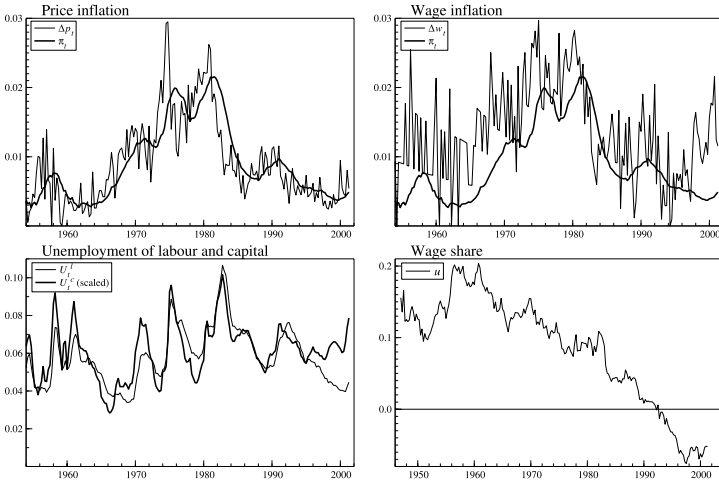 Price inflation
0.03
0.02
0.01
Δp_t
π_t
1960 1970 1980 1990 2000
Wage inflation
0.03
0.02
0.01
Δw_t
π_t
1960 1970 1980 1990 2000
Unemployment of labour and capital
0.10
0.08
0.06
0.04
0.02
U_t^l
U_t^c (scaled)
1960 1970 1980 1990 2000
Wage share
0.2
0.1
0.0
0.1
u
1950 1960 1970 1980 1990 2000